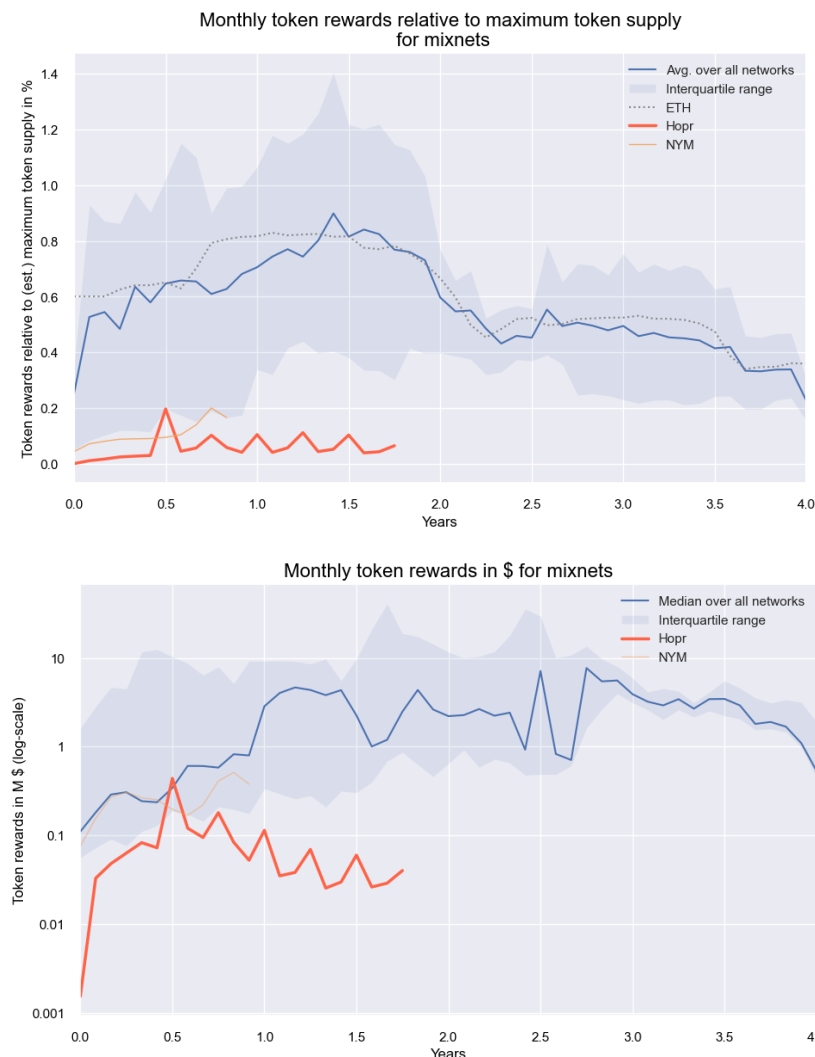 Monthly token rewards relative to maximum token supply
for mixnets
Token rewards relative to (est.) maximum token supply in %
1.4
1.2
1.0
0.8
0.6
0.4
0.2
0.0
Avg. over all networks
Interquartile range
ETH
Hopr
NYM
0.0 0.5 1.0 1.5 2.0 2.5 3.0 3.5 4.0
Years
Monthly token rewards in $ for mixnets
Token rewards in M $ (log-scale)
10
1
0.1
0.01
0.001
Median over all networks
Interquartile range
Hopr
NYM
0.0 0.5 1.0 1.5 2.0 2.5 3.0 3.5 4.
Years